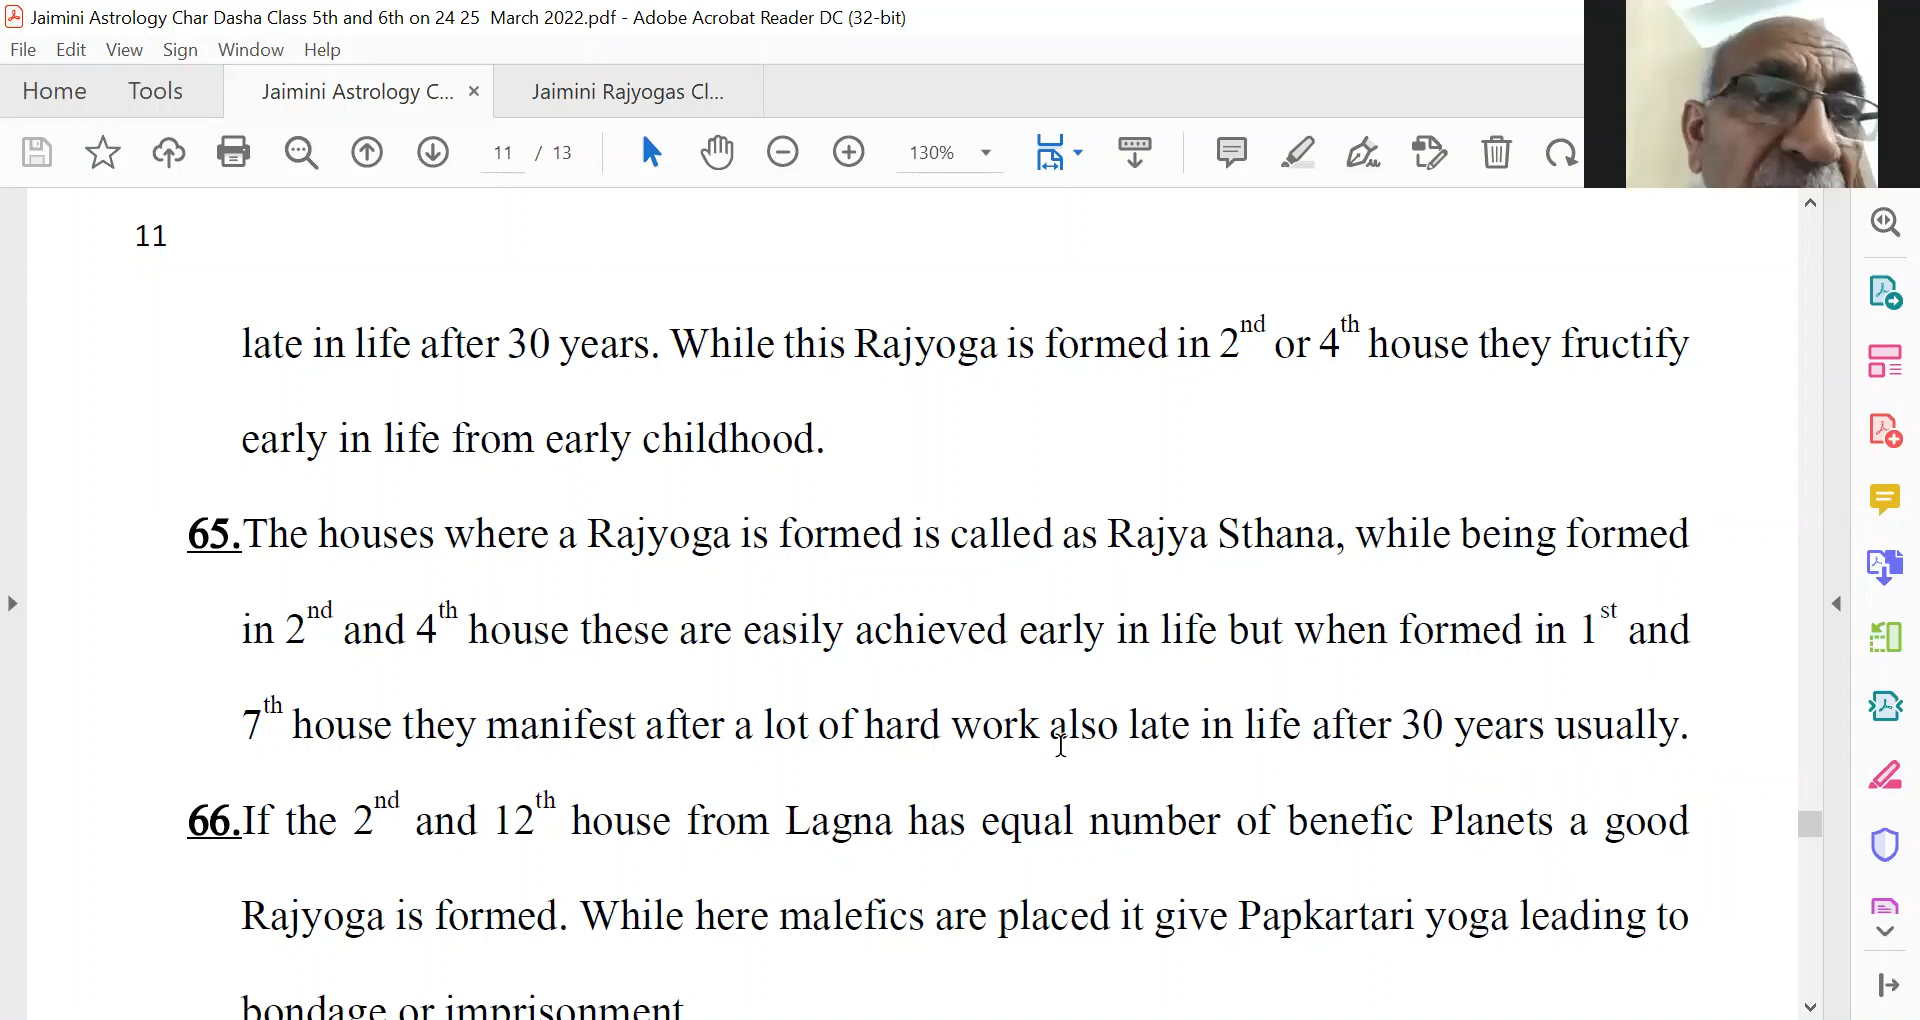 Jaimini Astrology Char Dasha Class 5th and 6th on 24 25  March 2022.pdf - Adobe Acrobat Reader DC (32-bit)
File Edit View Sign Window Help
Home Tools Jaimini Astrology C... × Jaimini Rajyogas Cl...
11 / 13 130%
11
late in life after 30 years. While this Rajyoga is formed in 2nd or 4th house they fructify
early in life from early childhood.
65.The houses where a Rajyoga is formed is called as Rajya Sthana, while being formed
in 2nd and 4th house these are easily achieved early in life but when formed in 1st and
7th house they manifest after a lot of hard work also late in life after 30 years usually.
66.If the 2nd and 12th house from Lagna has equal number of benefic Planets a good
Rajyoga is formed. While here malefics are placed it give Papkartari yoga leading to
bondage or imprisonment